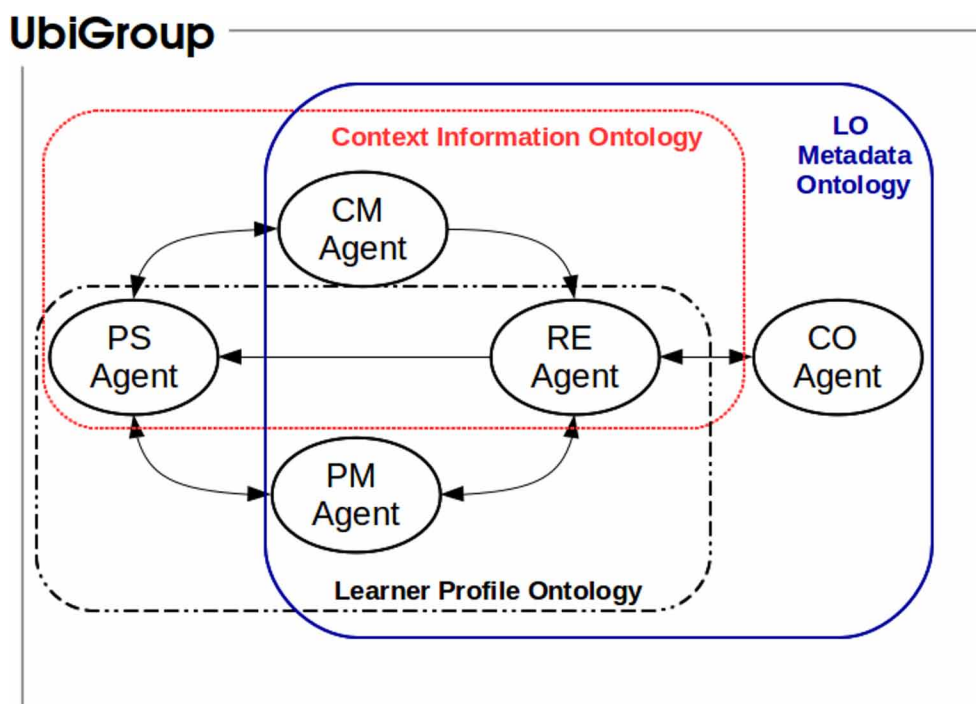 UbiGroup
Context Information Ontology
LO
Metadata
Ontology
CM
Agent
PS
Agent
RE
Agent
CO
Agent
PM
Agent
Learner Profile Ontology